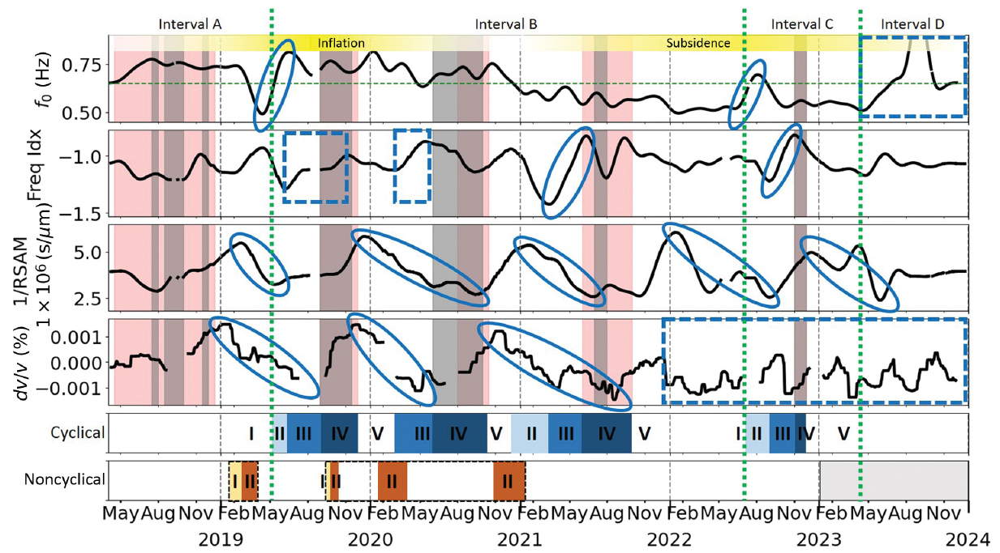 Interval A
Interval B
Interval C
Interval D
Inflation
Subsidence
f₀ (Hz)
0.75
0.50
Freq Idx
−1.0
−1.5
1/RSAM
1 × 10⁶ (s/μm)
5.0
2.5
dv/v (%)
0.001
0.000
−0.001
Cyclical
I II III IV V III IV V II III IV V I II III IV V
Noncyclical
I II I II II II
May Aug Nov Feb May Aug Nov Feb May Aug Nov Feb May Aug Nov Feb May Aug Nov Feb May Aug Nov
2019 2020 2021 2022 2023 2024